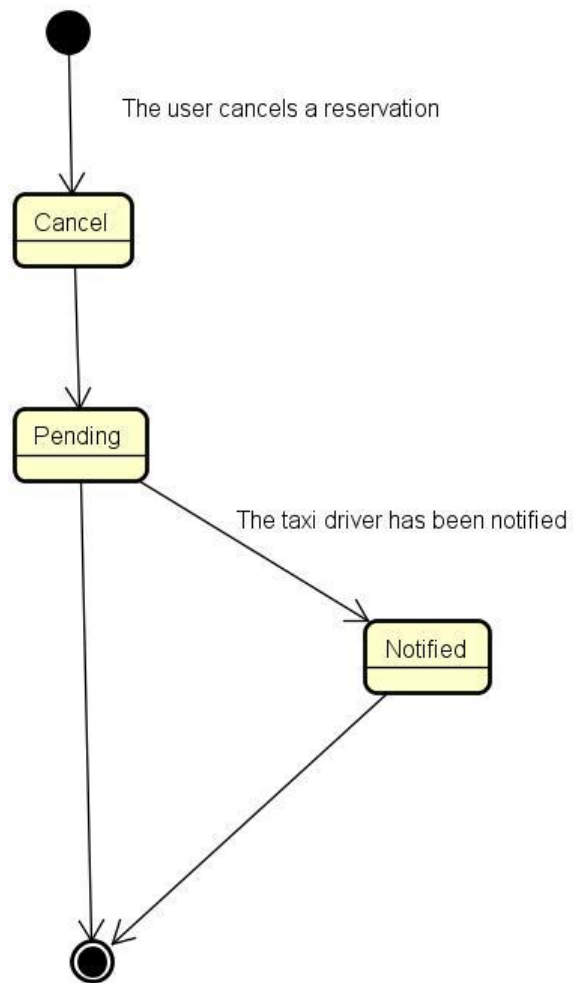 The user cancels a reservation
Cancel
Pending
The taxi driver has been notified
Notified